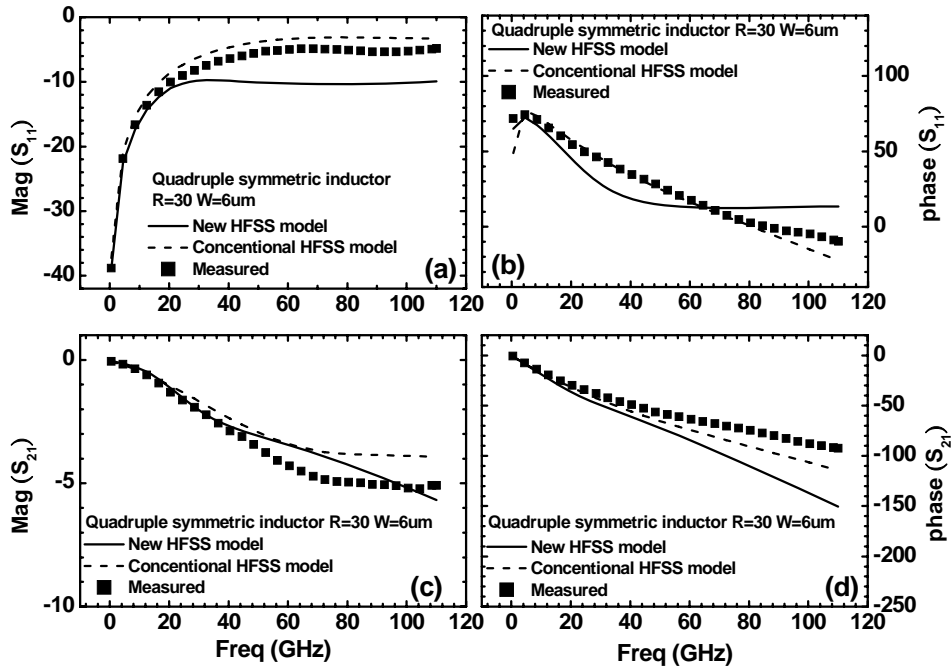 0
-10
-20
-30
-40
Mag (S11)
Quadruple symmetric inductor
R=30 W=6um
New HFSS model
Concentional HFSS model
Measured
(a)
0 20 40 60 80 100 120
Quadruple symmetric inductor R=30 W=6um
New HFSS model
Concentional HFSS model
Measured
100
50
0
phase (S11)
(b)
0 20 40 60 80 100 120
0
-5
-10
Mag (S21)
Quadruple symmetric inductor R=30 W=6um
New HFSS model
Conventional HFSS model
Measured
(c)
0 20 40 60 80 100 120
Freq (GHz)
0
-50
-100
-150
-200
-250
phase (S21)
Quadruple symmetric inductor R=30 W=6um
New HFSS model
Conventional HFSS model
Measured
(d)
0 20 40 60 80 100 120
Freq (GHz)